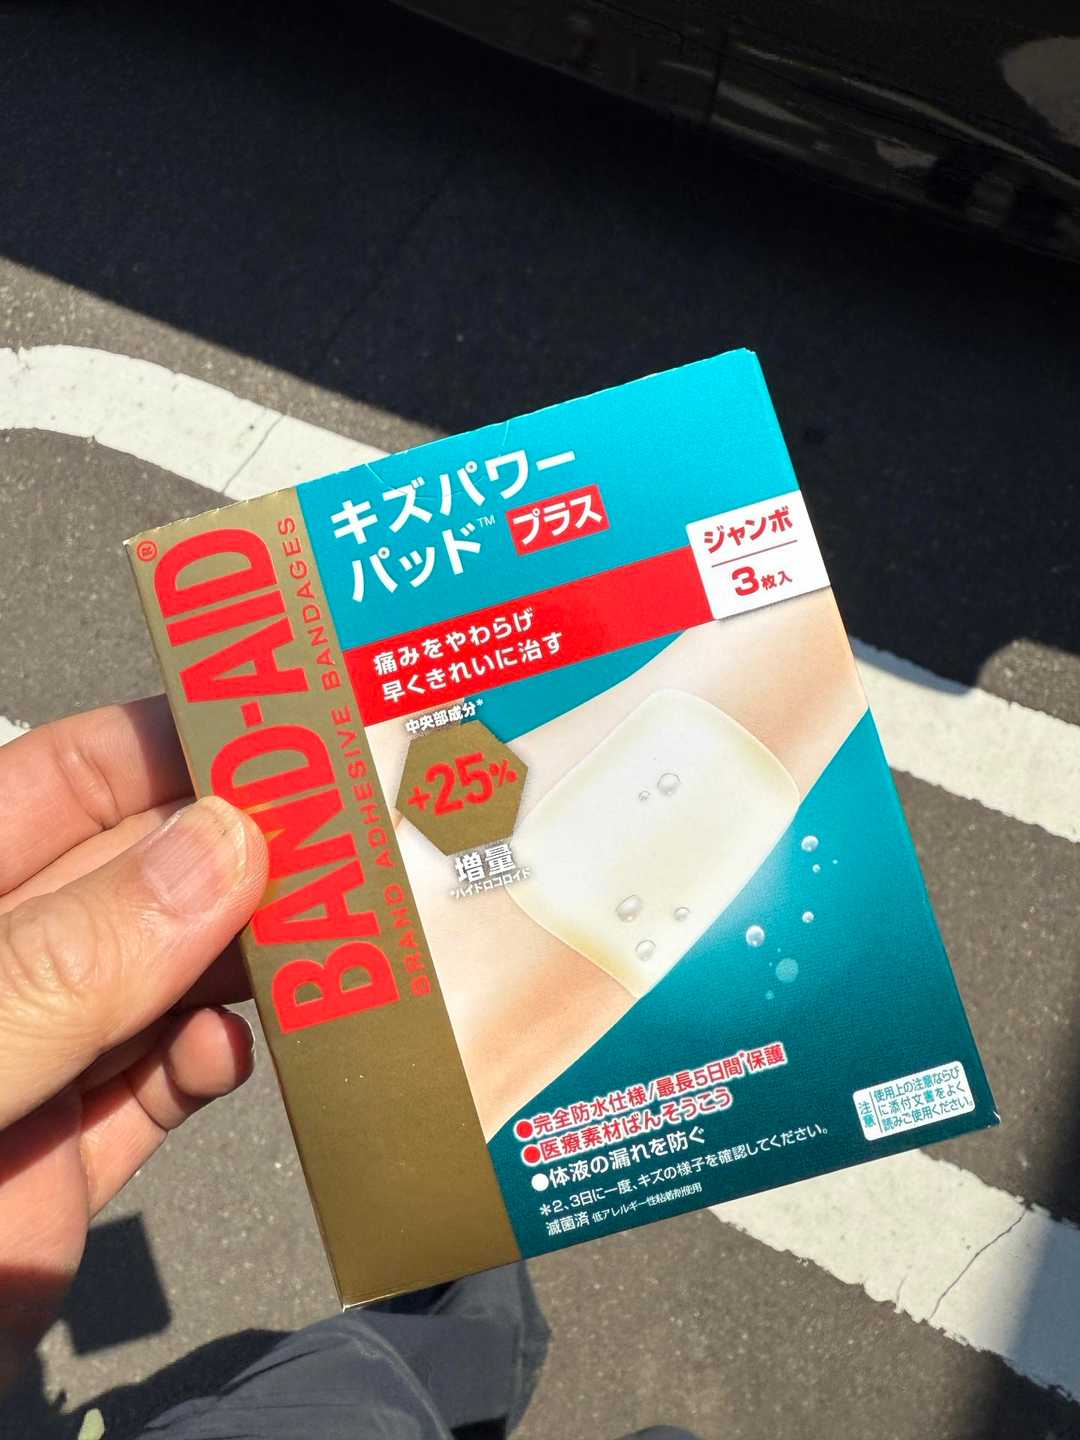 BAND-AID®
BRAND ADHESIVE BANDAGES
キズパワー
パッド™ プラス
ジャンボ
3枚入
痛みをやわらげ
早くきれいに治す
中央部成分*
+25%
増量
*ハイドロコロイド
●完全防水仕様/最長5日間*保護
●医療素材ばんそうこう
●体液の漏れを防ぐ
*2、3日に一度、キズの様子を確認してください。
滅菌済 低アレルギー性粘着剤使用
注意
使用上の注意ならび
に添付文書をよく
読みご使用ください。